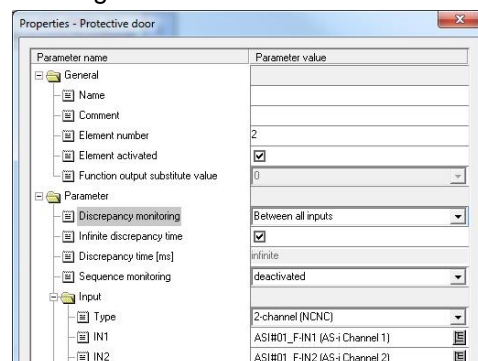 Properties - Protective door
x
Parameter name Parameter value
General
Name
Comment
Element number 2
Element activated
Function output substitute value 0
Parameter
Discrepancy monitoring Between all inputs
Infinite discrepancy time
Discrepancy time [ms] infinite
Sequence monitoring deactivated
Input
Type 2-channel (NCNC)
IN1 ASI#01_F-IN1 (AS-i Channel 1)
IN2 ASI#01_F-IN2 (AS-i Channel 2)